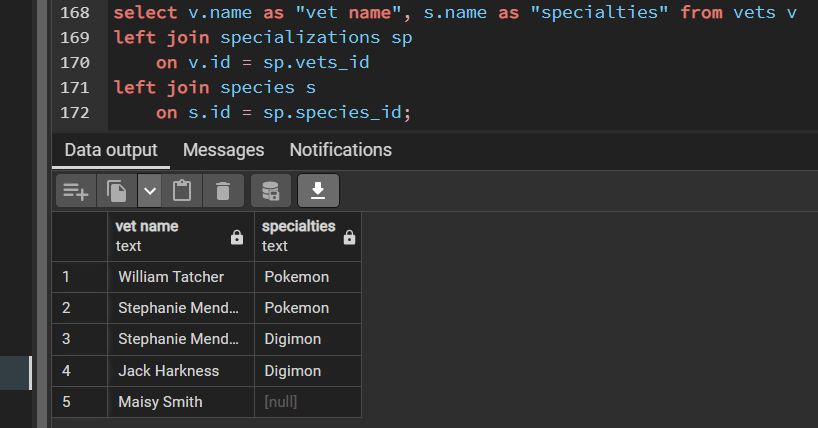 168 select v.name as "vet name", s.name as "specialties" from vets v
169 left join specializations sp
170 on v.id = sp.vets_id
171 left join species s
172 on s.id = sp.species_id;
Data output Messages Notifications
vet name specialties
text text
1 William Tatcher Pokemon
2 Stephanie Mend... Pokemon
3 Stephanie Mend... Digimon
4 Jack Harkness Digimon
5 Maisy Smith [null]